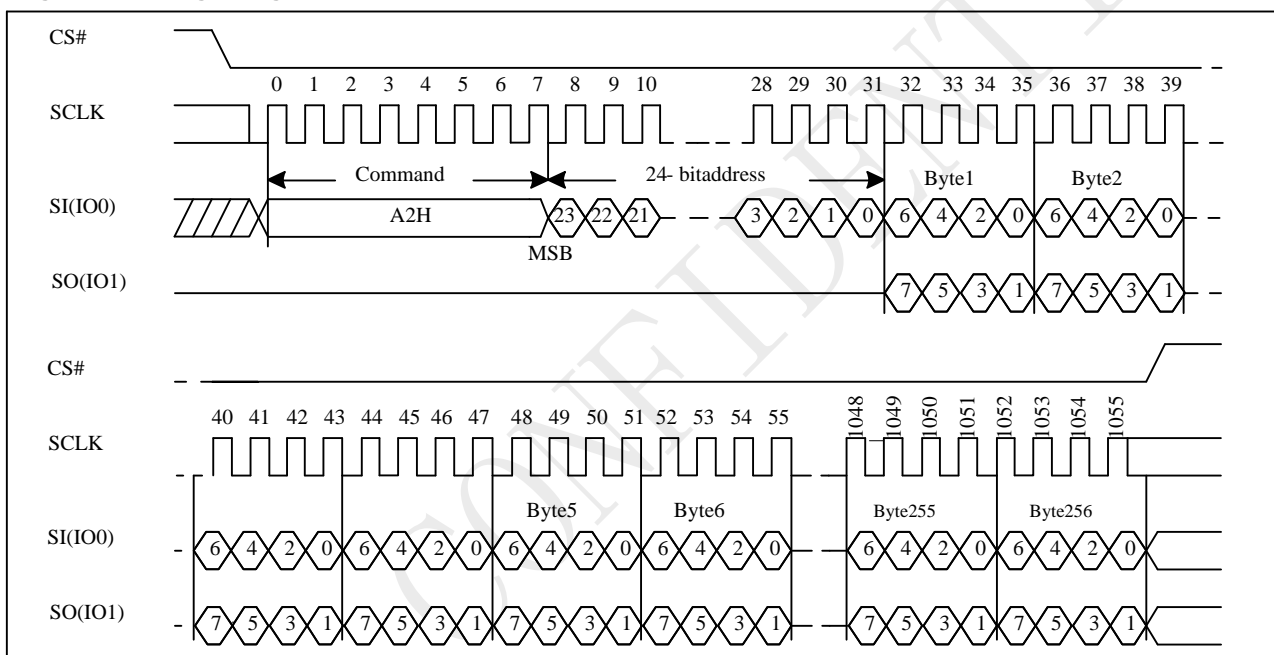 CS#
0 1 2 3 4 5 6 7 8 9 10 28 29 30 31 32 33 34 35 36 37 38 39
SCLK
Command 24- bitaddress Byte1 Byte2
SI(IO0) A2H 23 22 21 3 2 1 0 6 4 2 0 6 4 2 0
MSB
SO(IO1) 7 5 3 1 7 5 3 1
CS#
40 41 42 43 44 45 46 47 48 49 50 51 52 53 54 55 1048 1049 1050 1051 1052 1053 1054 1055
SCLK
Byte5 Byte6 Byte255 Byte256
SI(IO0) 6 4 2 0 6 4 2 0 6 4 2 0 6 4 2 0 6 4 2 0 6 4 2 0
SO(IO1) 7 5 3 1 7 5 3 1 7 5 3 1 7 5 3 1 7 5 3 1 7 5 3 1